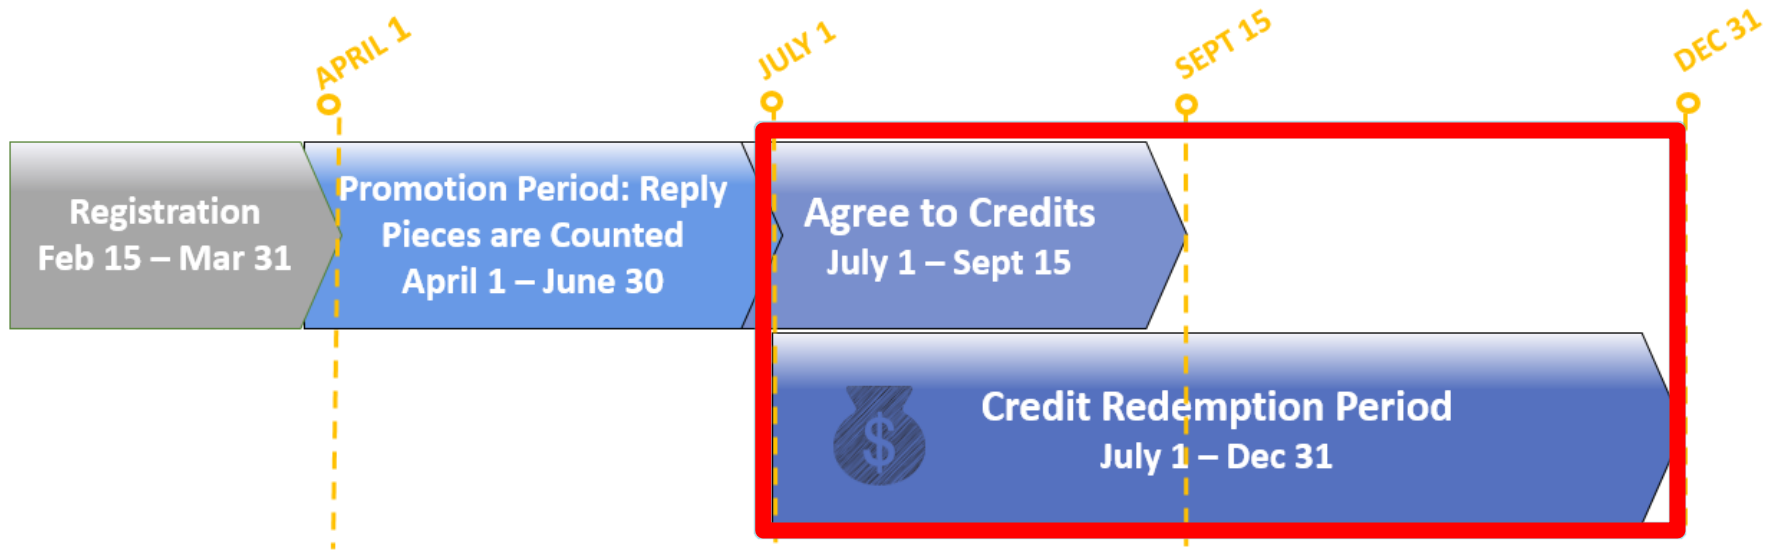 APRIL 1
JULY 1
SEPT 15
DEC 31
Registration
Feb 15 – Mar 31
Promotion Period: Reply
Pieces are Counted
April 1 – June 30
Agree to Credits
July 1 – Sept 15
$
Credit Redemption Period
July 1 – Dec 31